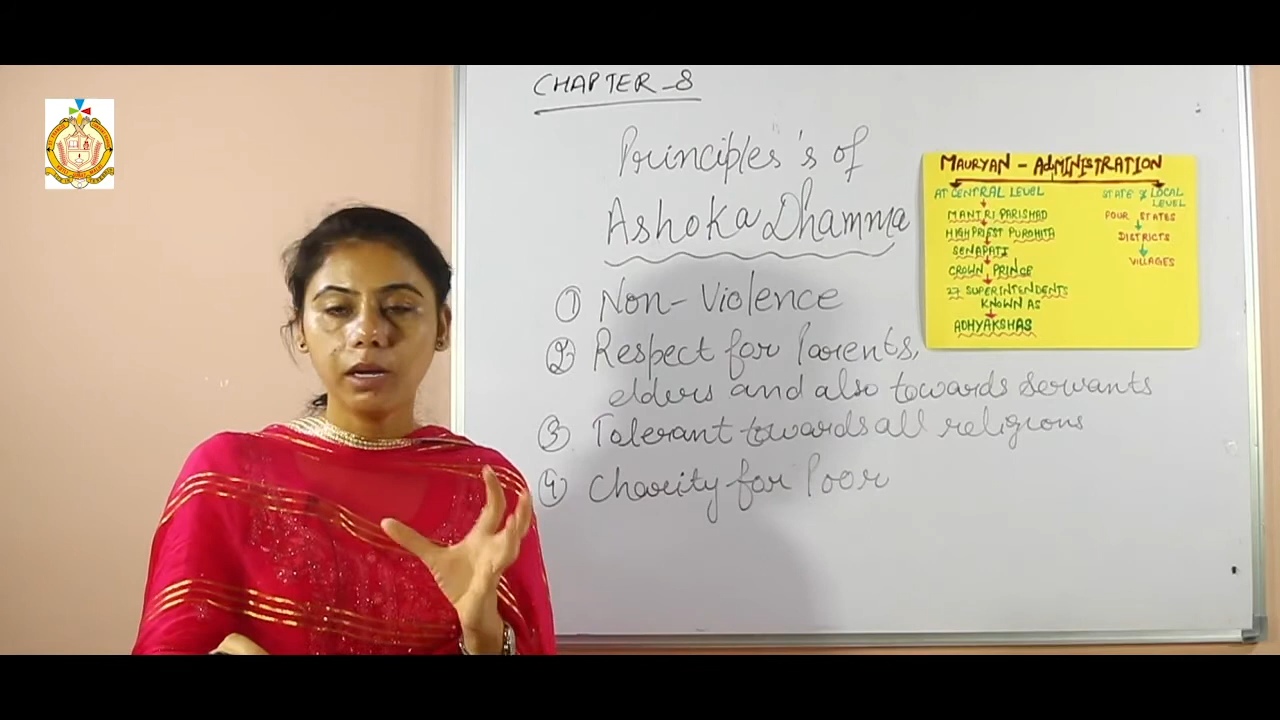 CHAPTER-8
Principles's of
Ashoka Dhamma
① Non-Violence
② Respect for Parents,
elders and also towards servants
③ Tolerant towards all religions
④ Charity for Poor
MAURYAN - ADMINISTRATION
AT CENTRAL LEVEL
MANTRI PARISHAD
HIGH PRIEST PUROHITA
SENAPATI
CROWN PRINCE
27 SUPERINTENDENTS
KNOWN AS
ADHYAKSHAS
STATE & LOCAL
LEVEL
FOUR STATES
DISTRICTS
VILLAGES